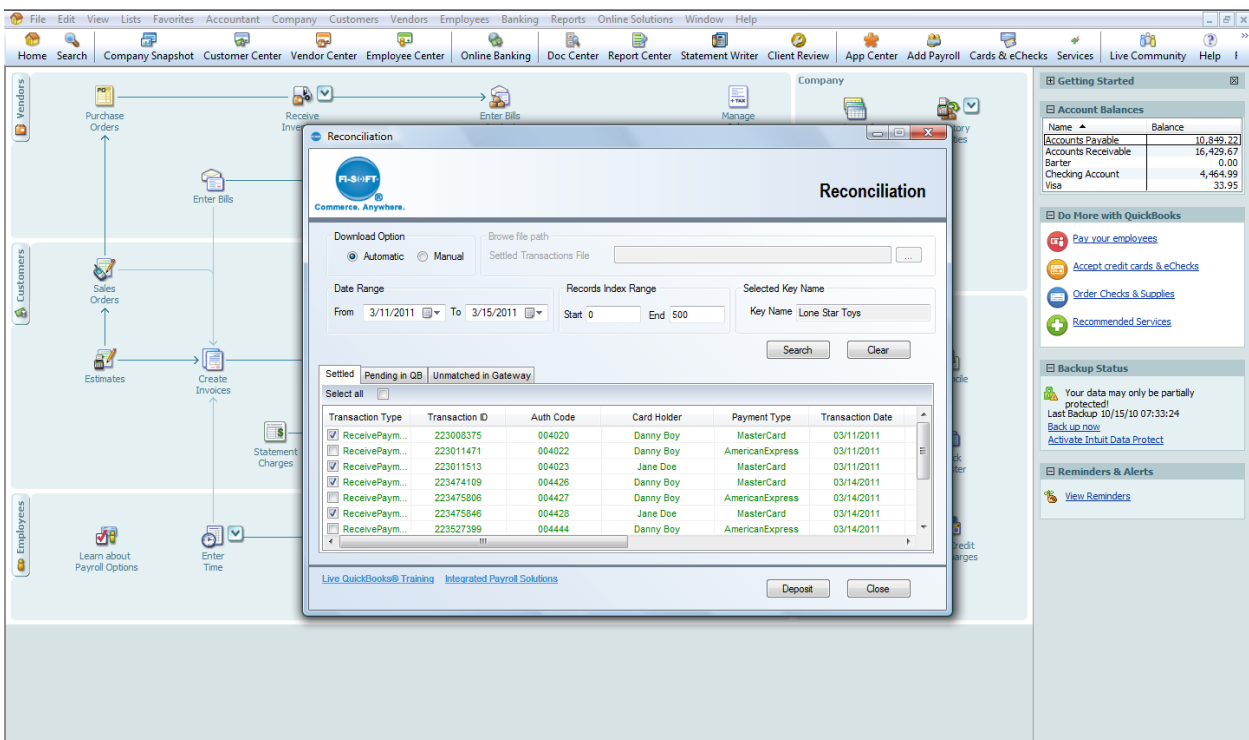 File Edit View Lists Favorites Accountant Company Customers Vendors Employees Banking Reports Online Solutions Window Help
Home Search Company Snapshot Customer Center Vendor Center Employee Center Online Banking Doc Center Report Center Statement Writer Client Review App Center Add Payroll Cards & eChecks Services Live Community Help
Vendors
Purchase
Orders
Receive
Enter Bills
Manage
Company
Enter Bills
Customers
Sales
Orders
Estimates
Create
Invoices
Statement
Charges
Employees
Learn about
Payroll Options
Enter
Time
Reconciliation
FI-SOFT
Commerce. Anywhere.
Reconciliation
Download Option
Automatic Manual
Browe file path
Settled Transactions File ...
Date Range
From 3/11/2011 To 3/15/2011
Records Index Range
Start 0 End 500
Selected Key Name
Key Name Lone Star Toys
Search Clear
Settled Pending in QB Unmatched in Gateway
Select all
Transaction Type Transaction ID Auth Code Card Holder Payment Type Transaction Date
ReceivePaym... 223008375 004020 Danny Boy MasterCard 03/11/2011
ReceivePaym... 223011471 004022 Danny Boy AmericanExpress 03/11/2011
ReceivePaym... 223011513 004023 Jane Doe MasterCard 03/11/2011
ReceivePaym... 223474109 004426 Danny Boy MasterCard 03/14/2011
ReceivePaym... 223475806 004427 Danny Boy AmericanExpress 03/14/2011
ReceivePaym... 223475846 004428 Jane Doe MasterCard 03/14/2011
ReceivePaym... 223527399 004444 Danny Boy AmericanExpress 03/14/2011
Live QuickBooks® Training Integrated Payroll Solutions
Deposit Close
Getting Started
Account Balances
Name Balance
Accounts Payable 10,849.22
Accounts Receivable 16,429.67
Barter 0.00
Checking Account 4,464.99
Visa 33.95
Do More with QuickBooks
Pay your employees
Accept credit cards & eChecks
Order Checks & Supplies
Recommended Services
Backup Status
Your data may only be partially
protected!
Last Backup 10/15/10 07:33:24
Back up now
Activate Intuit Data Protect
Reminders & Alerts
View Reminders